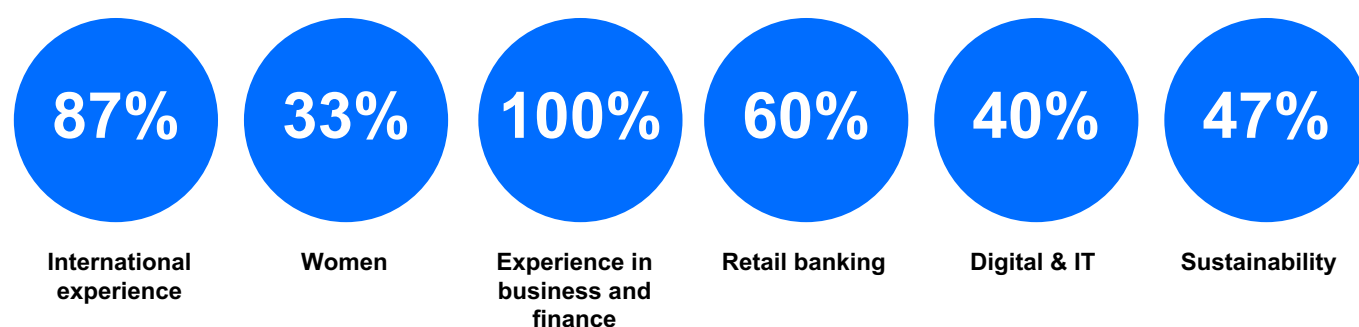 87%
33%
100%
60%
40%
47%
International
experience
Women
Experience in
business and
finance
Retail banking
Digital & IT
Sustainability